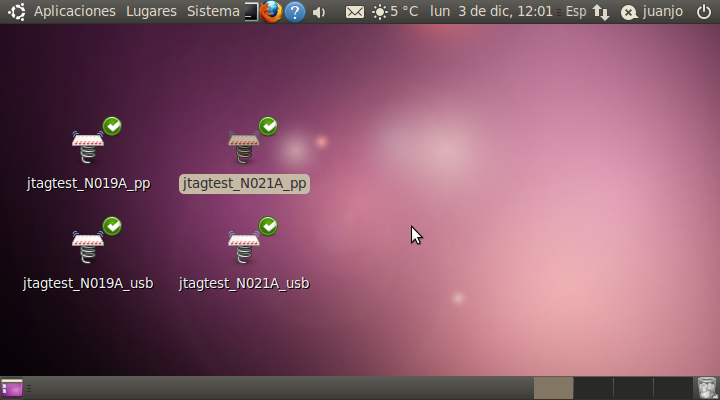 Aplicaciones Lugares Sistema ? 5 °C lun 3 de dic, 12:01 Esp juanjo
jtagtest_N019A_pp jtagtest_N021A_pp
jtagtest_N019A_usb jtagtest_N021A_usb